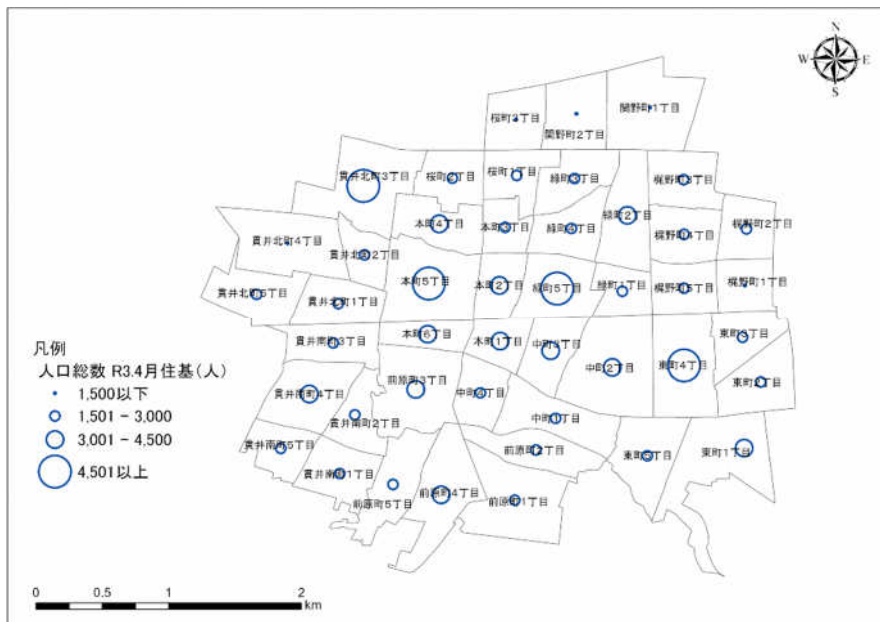 N
W E
S
関野町1丁目
桜町3丁目
関野町2丁目
貫井北町3丁目
桜町2丁目
桜町1丁目
緑町3丁目
梶野町3丁目
本町4丁目
本町3丁目
緑町4丁目
緑町2丁目
梶野町4丁目
梶野町2丁目
貫井北町4丁目
貫井北町2丁目
本町5丁目
本町2丁目
緑町5丁目
緑町1丁目
梶野町5丁目
梶野町1丁目
貫井北町5丁目
貫井北町1丁目
貫井南町3丁目
本町6丁目
本町1丁目
中町3丁目
東町3丁目
中町2丁目
東町4丁目
東町2丁目
前原町3丁目
貫井南町4丁目
中町4丁目
貫井南町2丁目
中町1丁目
貫井南町5丁目
前原町2丁目
東町5丁目
東町1丁目
貫井南町1丁目
前原町5丁目
前原町4丁目
前原町1丁目
凡例
人口総数 R3.4月住基(人)
1,500以下
1,501 - 3,000
3,001 - 4,500
4,501以上
0 0.5 1 2
km